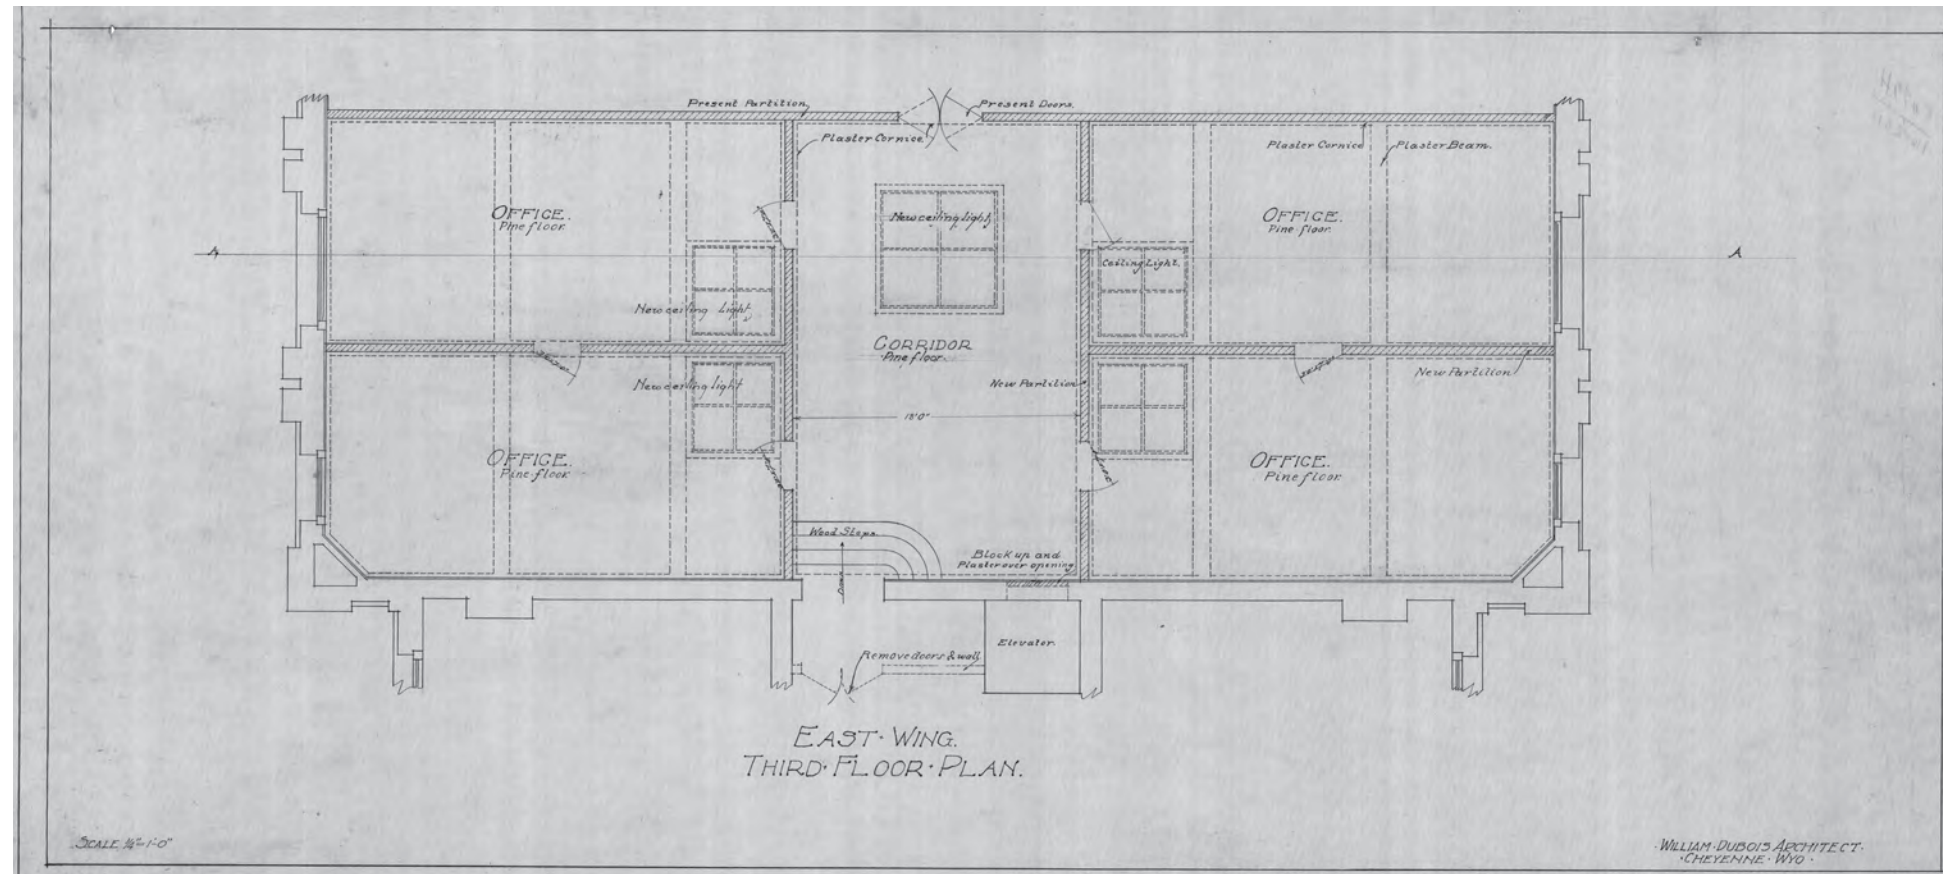 Present Partition
Present Doors.
Plaster Cornice
Plaster Cornice
Plaster Beam.
OFFICE.
Pine floor.
New ceiling light
OFFICE.
Pine floor.
A
Ceiling Light.
A
New ceiling Light
CORRIDOR
Pine floor.
New ceiling light
New Partition
New Partition
18'0"
OFFICE.
Pine floor.
OFFICE.
Pine floor.
Wood Steps.
Block up and
Plaster over opening
Down
Elevator.
Remove doors & wall
EAST·WING.
THIRD·FLOOR·PLAN.
SCALE ¼"=1'-0"
·WILLIAM·DUBOIS ARCHITECT·
·CHEYENNE·WYO·